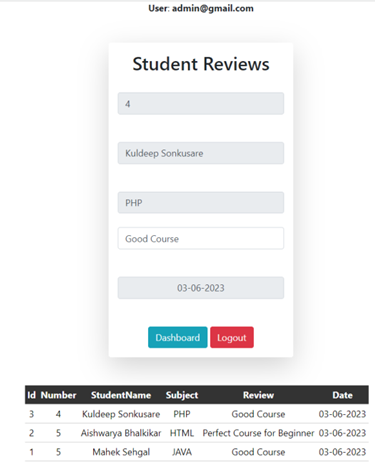 User: admin@gmail.com
Student Reviews
4
Kuldeep Sonkusare
PHP
Good Course
03-06-2023
Dashboard Logout
Id Number StudentName Subject Review Date
3 4 Kuldeep Sonkusare PHP Good Course 03-06-2023
2 5 Aishwarya Bhalkikar HTML Perfect Course for Beginner 03-06-2023
1 5 Mahek Sehgal JAVA Good Course 03-06-2023